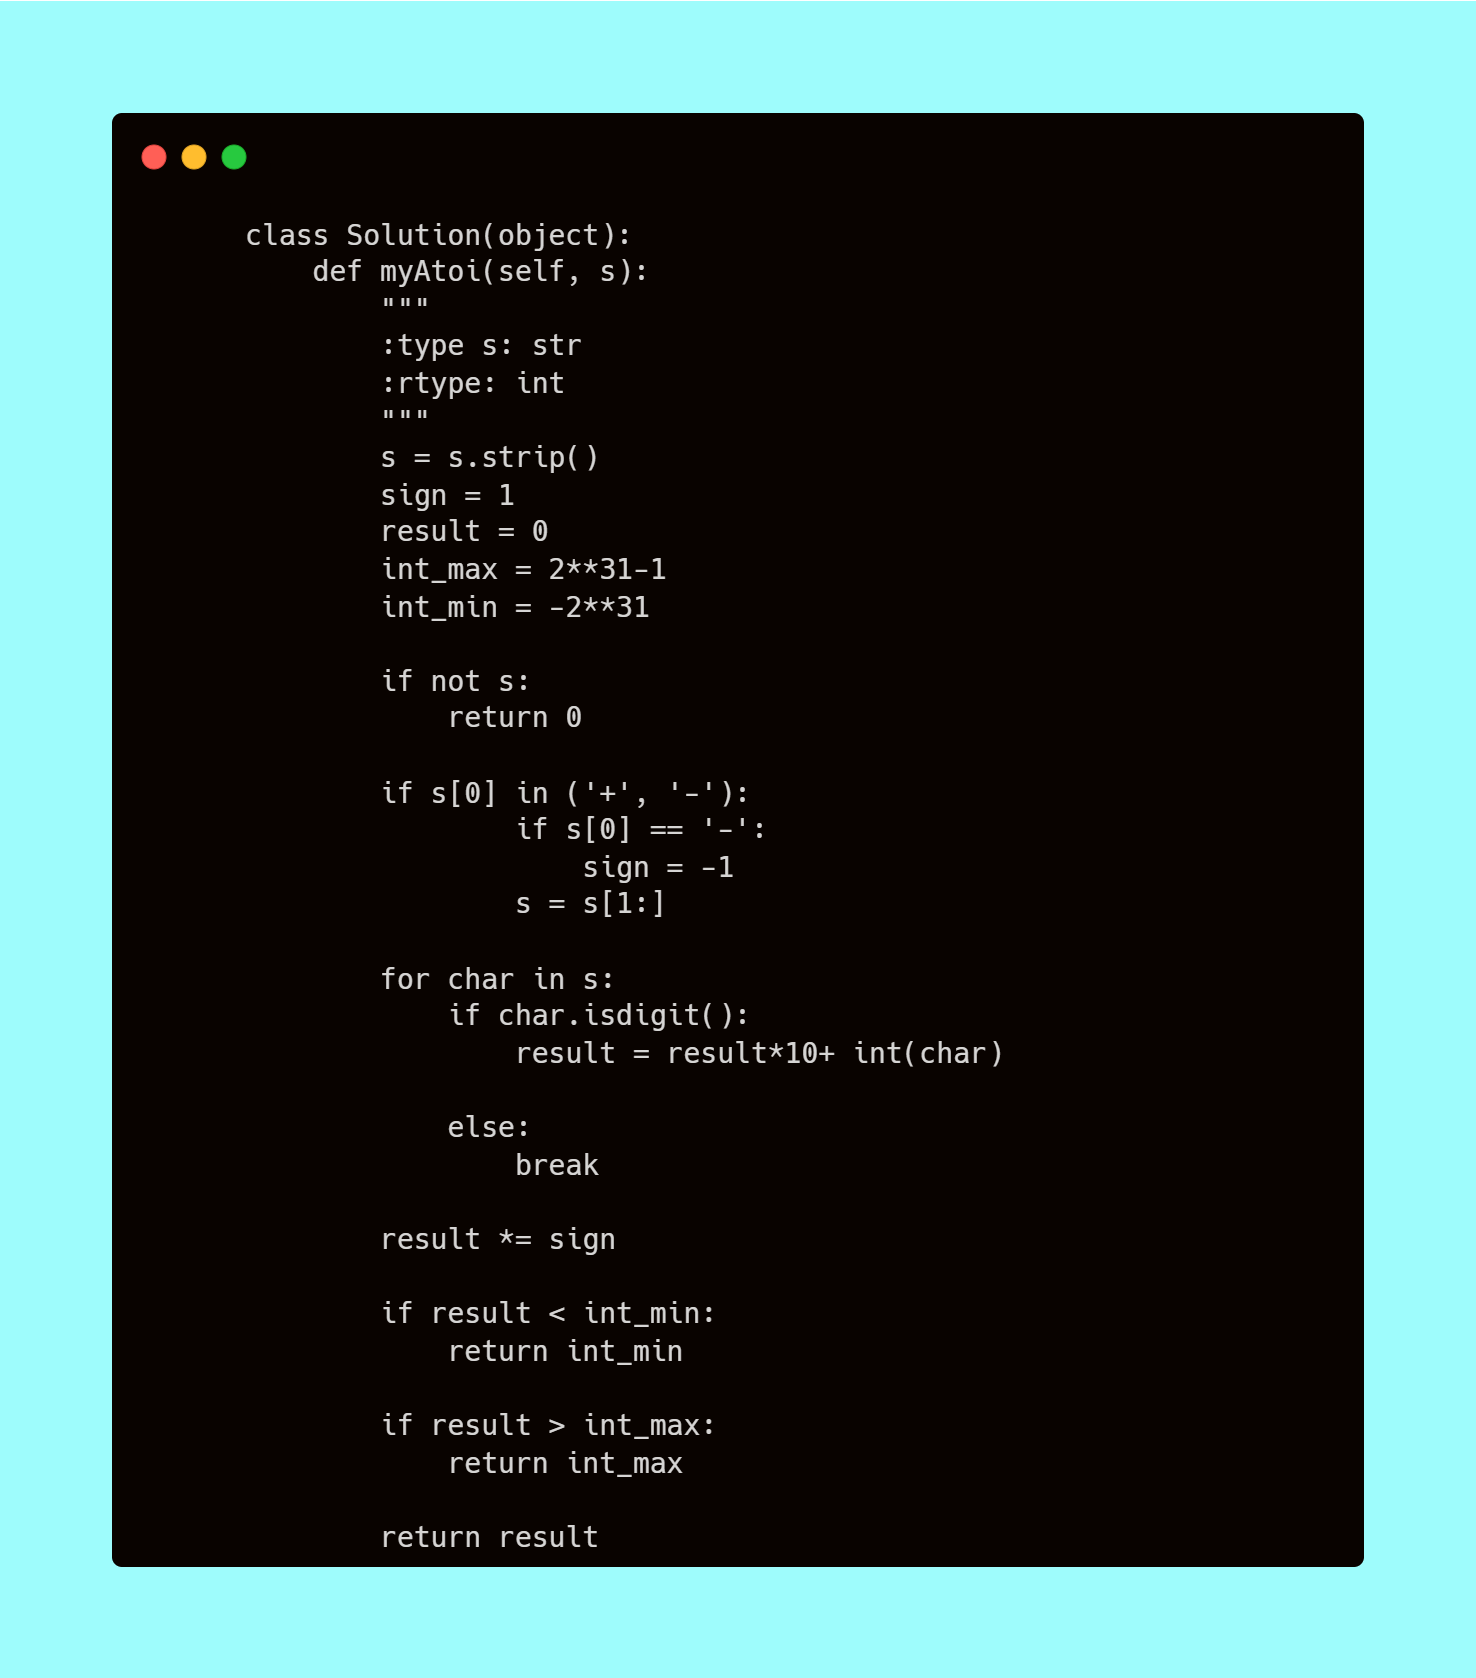 class Solution(object):
    def myAtoi(self, s):
        """
        :type s: str
        :rtype: int
        """
        s = s.strip()
        sign = 1
        result = 0
        int_max = 2**31-1
        int_min = -2**31

        if not s:
            return 0

        if s[0] in ('+', '-'):
                if s[0] == '-':
                    sign = -1
                s = s[1:]

        for char in s:
            if char.isdigit():
                result = result*10+ int(char)

            else:
                break

        result *= sign

        if result < int_min:
            return int_min

        if result > int_max:
            return int_max

        return result